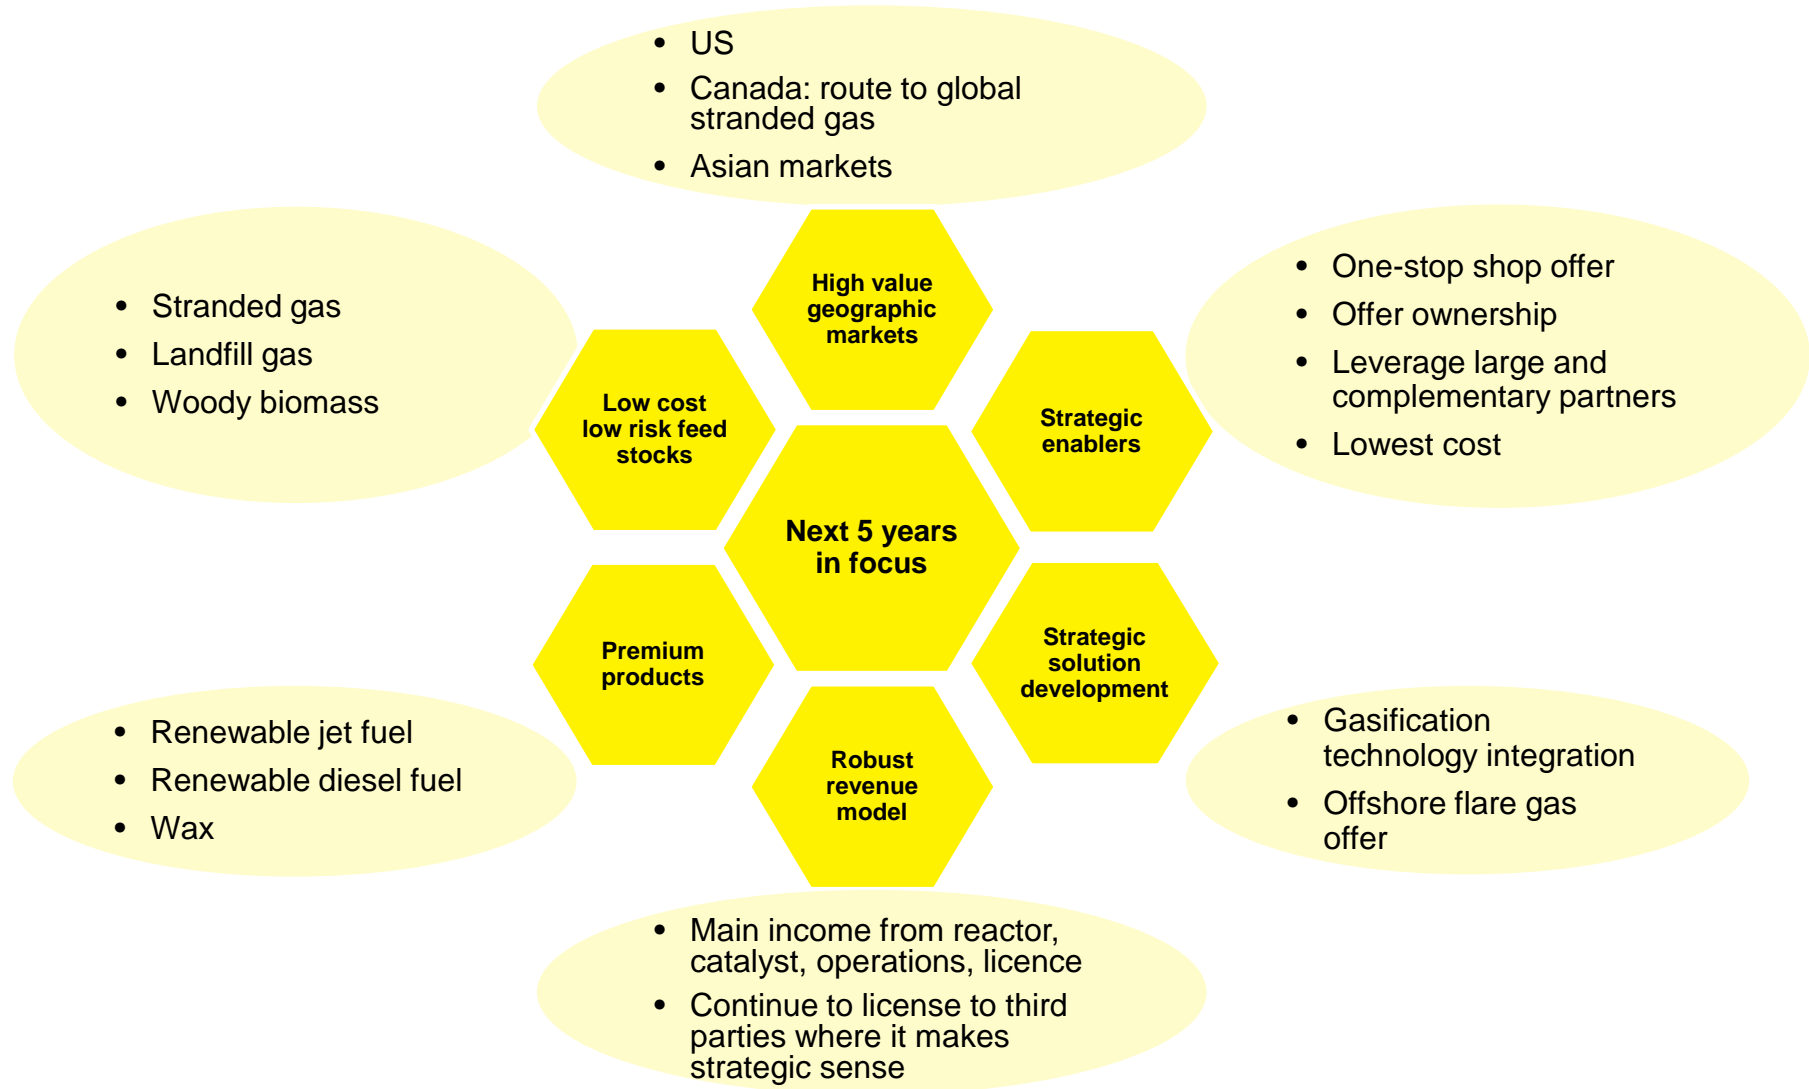 • US
• Canada: route to global
stranded gas
• Asian markets
High value
geographic
markets
• Stranded gas
• Landfill gas
• Woody biomass
Low cost
low risk feed
stocks
• One-stop shop offer
• Offer ownership
• Leverage large and
complementary partners
• Lowest cost
Strategic
enablers
Next 5 years
in focus
Premium
products
• Renewable jet fuel
• Renewable diesel fuel
• Wax
Strategic
solution
development
• Gasification
technology integration
• Offshore flare gas
offer
Robust
revenue
model
• Main income from reactor,
catalyst, operations, licence
• Continue to license to third
parties where it makes
strategic sense